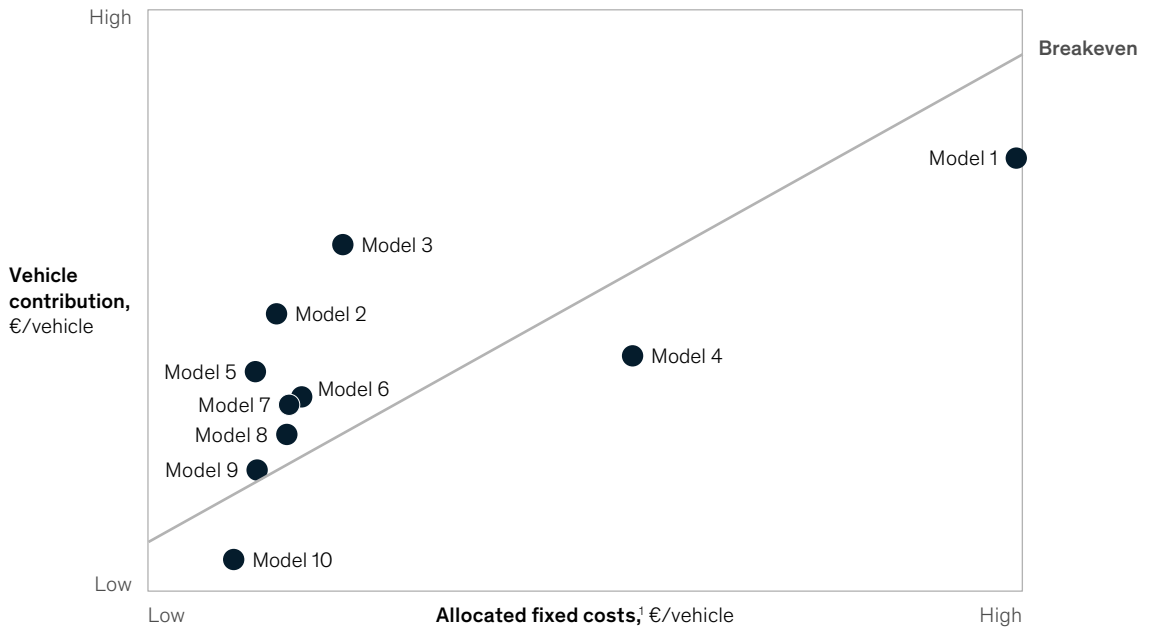 High
Breakeven
Model 1
Model 3
Vehicle
contribution,
€/vehicle
Model 2
Model 4
Model 5
Model 6
Model 7
Model 8
Model 9
Model 10
Low
Low
Allocated fixed costs,¹ €/vehicle
High